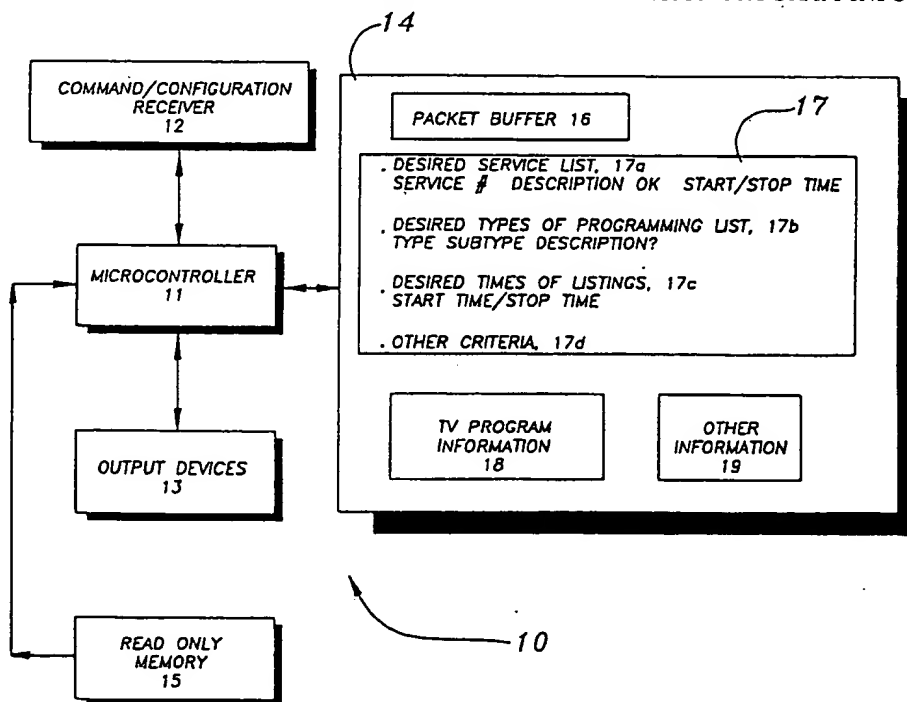 14
COMMAND/CONFIGURATION
RECEIVER
12
PACKET BUFFER 16
17
. DESIRED SERVICE LIST, 17a
SERVICE # DESCRIPTION OK START/STOP TIME
. DESIRED TYPES OF PROGRAMMING LIST, 17b
TYPE SUBTYPE DESCRIPTION?
MICROCONTROLLER
11
. DESIRED TIMES OF LISTINGS, 17c
START TIME/STOP TIME
. OTHER CRITERIA, 17d
TV PROGRAM
INFORMATION
18
OTHER
INFORMATION
19
OUTPUT DEVICES
13
10
READ ONLY
MEMORY
15